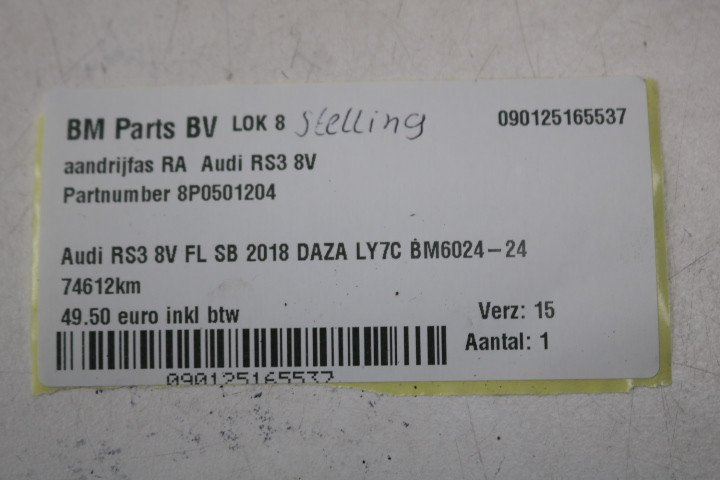 BM Parts BV LOK 8 Stelling 090125165537
aandrijfas RA Audi RS3 8V
Partnumber 8P0501204
Audi RS3 8V FL SB 2018 DAZA LY7C BM6024-24
74612km
49.50 euro inkl btw Verz: 15
Aantal: 1
090125165537